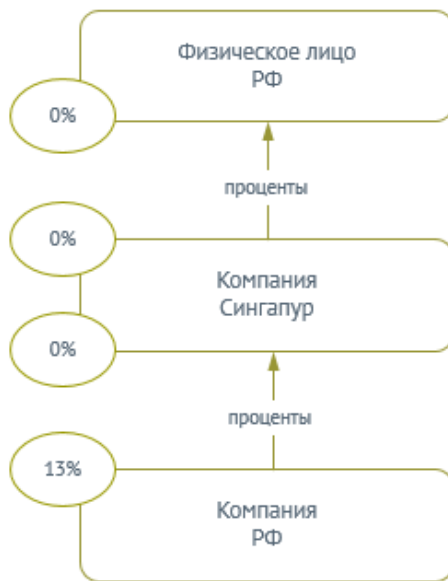 Физическое лицо
РФ
0%
проценты
0%
Компания
Сингапур
0%
проценты
13%
Компания
РФ